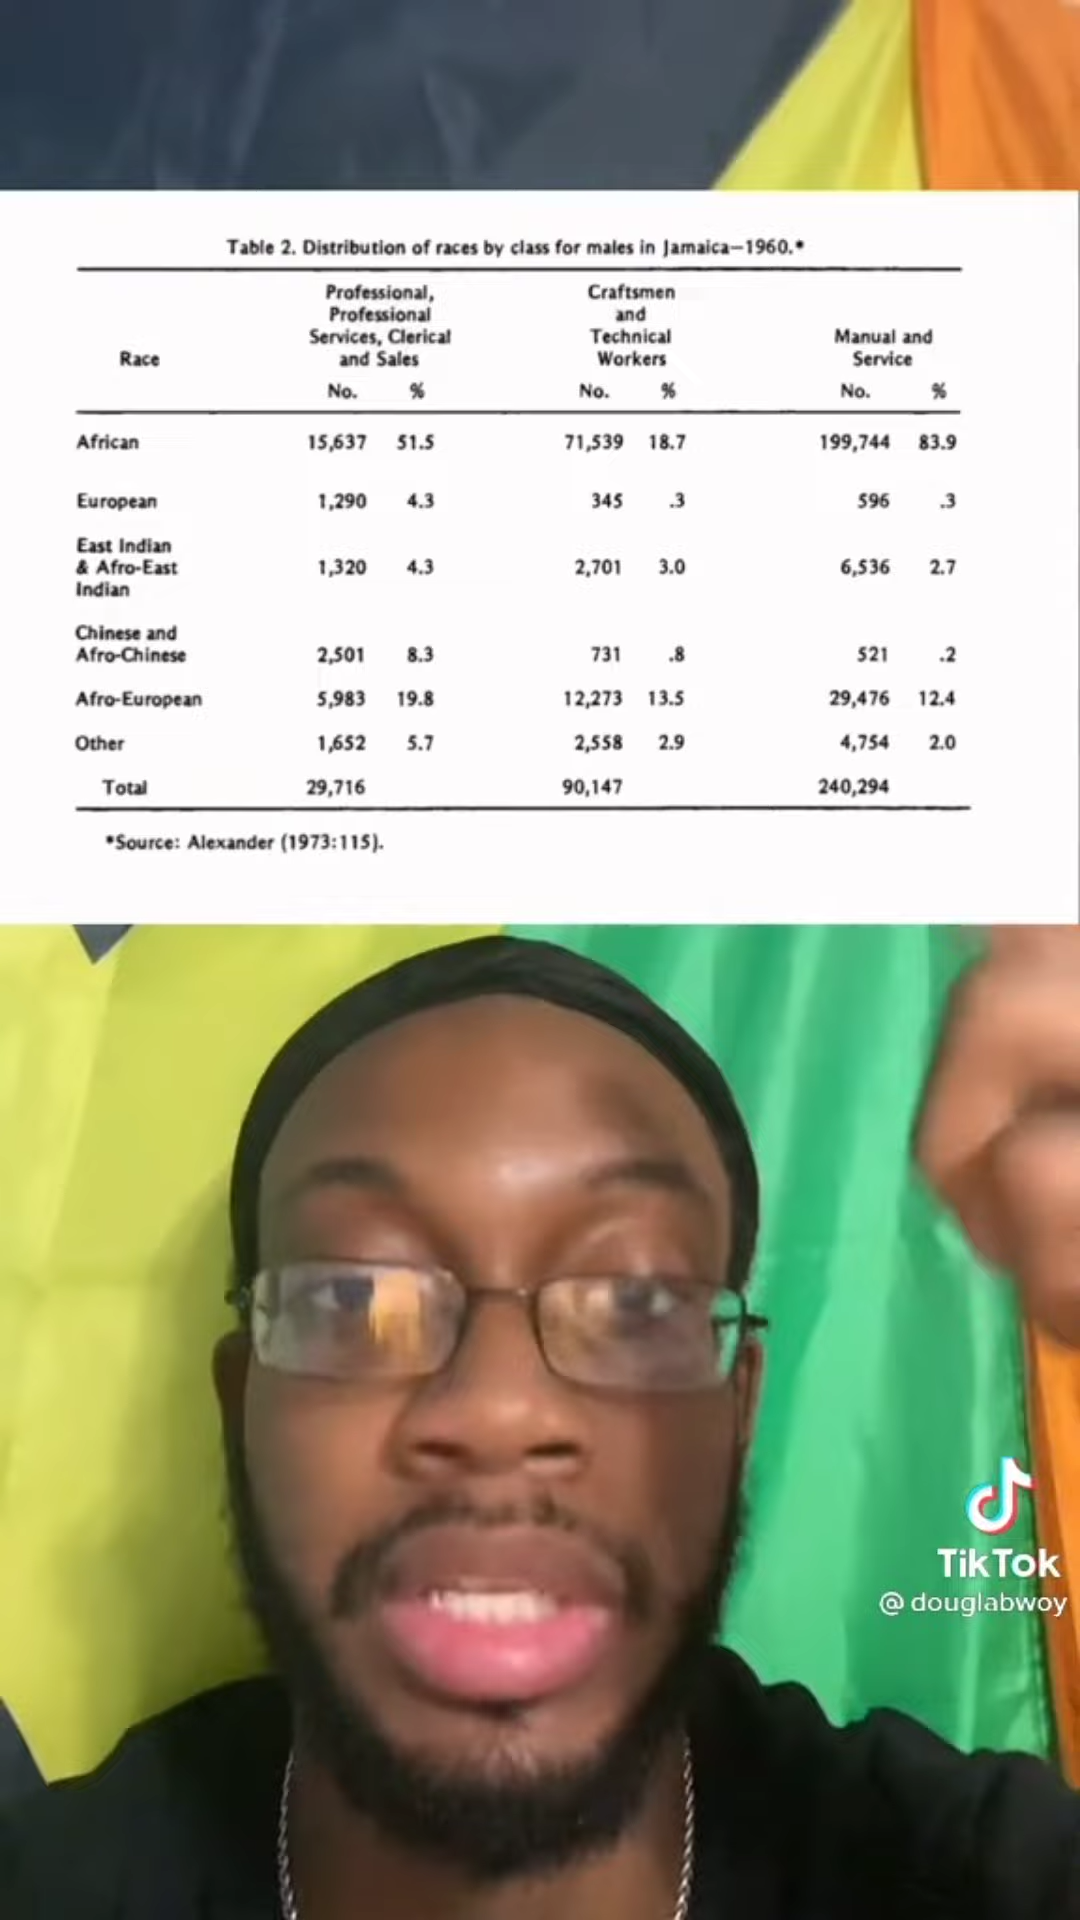 Table 2. Distribution of races by class for males in Jamaica—1960.*
Race
Professional,
Professional
Services, Clerical
and Sales
Craftsmen
and
Technical
Workers
Manual and
Service
No. % No. % No. %
African 15,637 51.5 71,539 18.7 199,744 83.9
European 1,290 4.3 345 .3 596 .3
East Indian
& Afro-East
Indian
1,320 4.3 2,701 3.0 6,536 2.7
Chinese and
Afro-Chinese 2,501 8.3 731 .8 521 .2
Afro-European 5,983 19.8 12,273 13.5 29,476 12.4
Other 1,652 5.7 2,558 2.9 4,754 2.0
Total 29,716 90,147 240,294
*Source: Alexander (1973:115).
TikTok
@douglabwoy